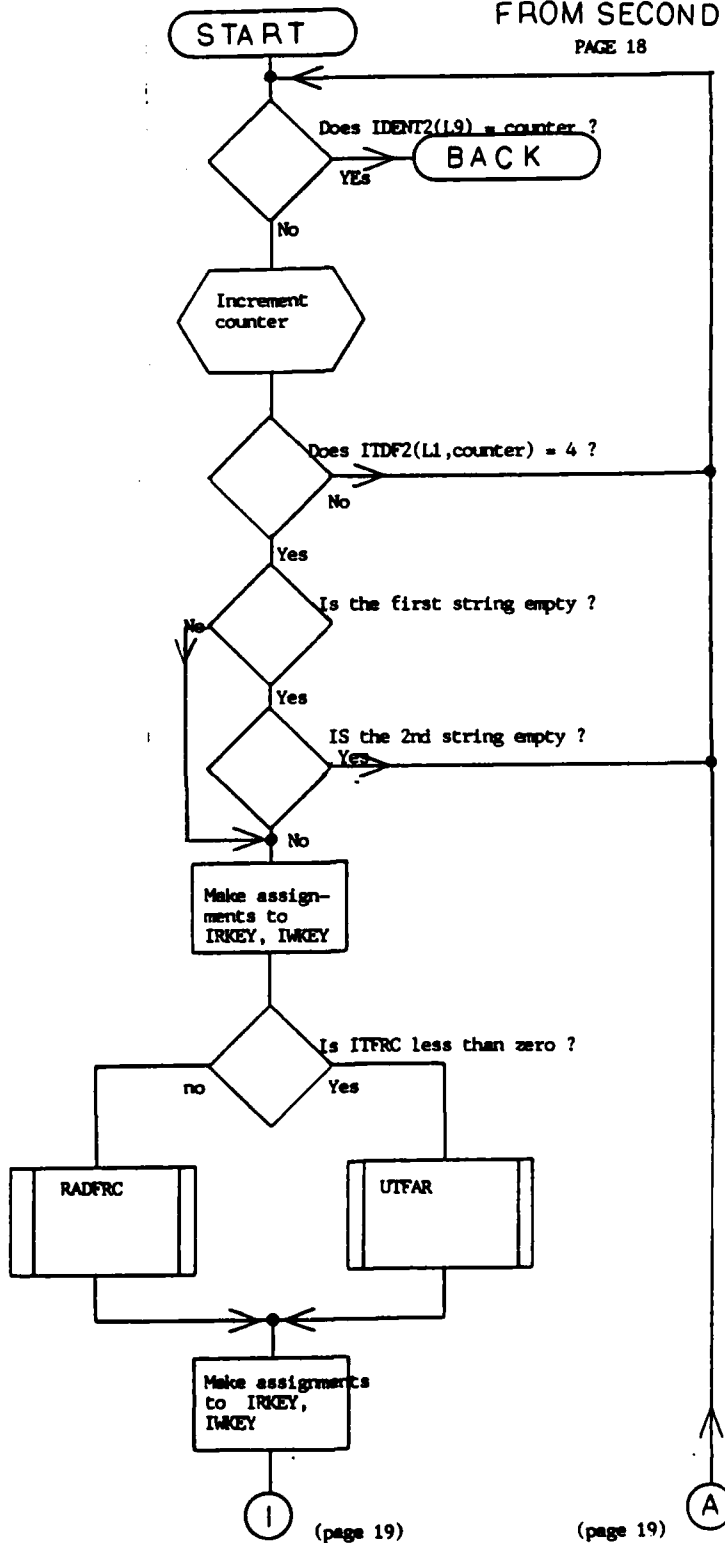 FROM SECOND
PAGE 18
START
Does IDENT2(L9) = counter ?
BACK
YEs
No
Increment
counter
Does ITDF2(L1,counter) = 4 ?
No
Yes
Is the first string empty ?
No
Yes
IS the 2nd string empty ?
Yes
No
Make assign-
ments to
IRKEY, IWKEY
Is ITFRC less than zero ?
no
Yes
RADFRC
UTFAR
Make assignments
to IRKEY,
IWKEY
1
(page 19)
(page 19)
A